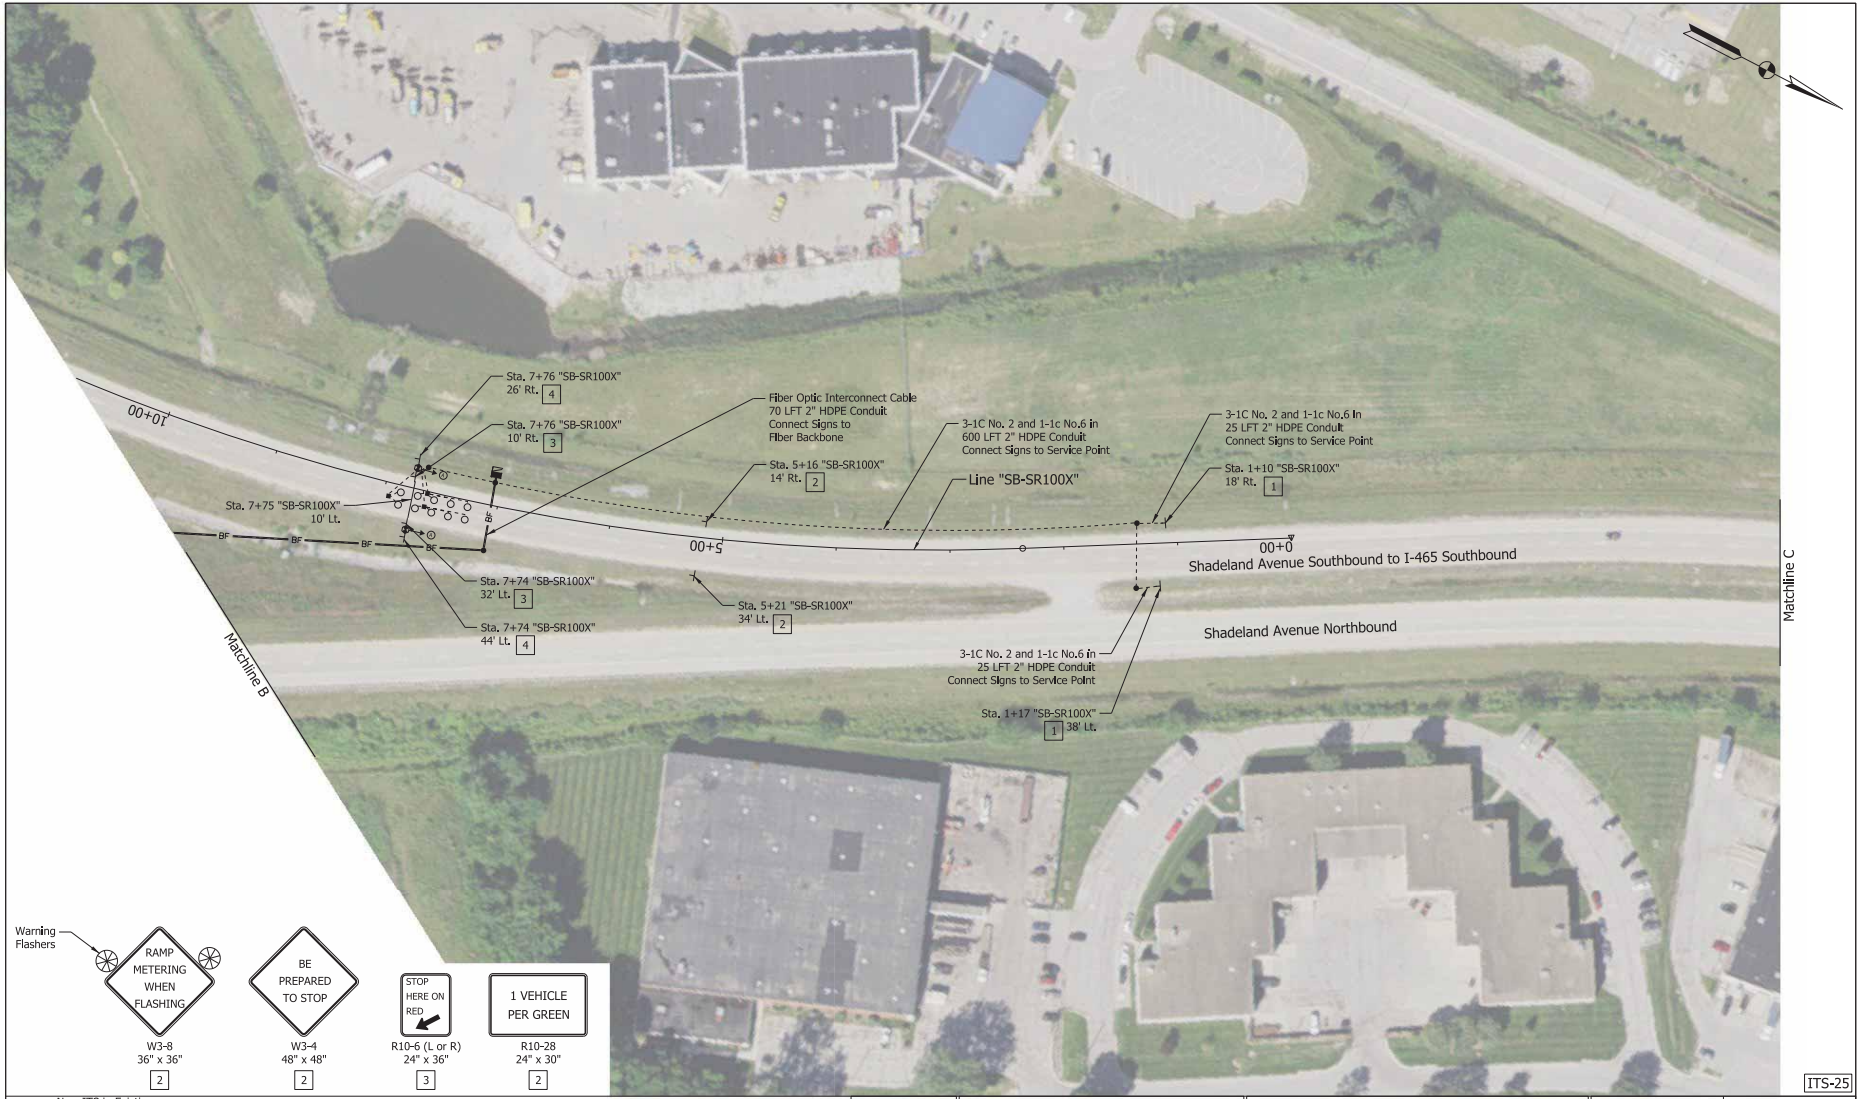 Sta. 7+76 "SB-SR100X"
26' Rt. 4
Sta. 7+76 "SB-SR100X"
10' Rt. 3
Fiber Optic Interconnect Cable
70 LFT 2" HDPE Conduit
Connect Signs to
Fiber Backbone
3-1C No. 2 and 1-1c No.6 in
600 LFT 2" HDPE Conduit
Connect Signs to Service Point
3-1C No. 2 and 1-1c No.6 in
25 LFT 2" HDPE Conduit
Connect Signs to Service Point
Sta. 5+16 "SB-SR100X"
14' Rt. 2
Line "SB-SR100X"
Sta. 1+10 "SB-SR100X"
18' Rt. 1
10+00
Sta. 7+75 "SB-SR100X"
10' Lt.
BF
BF
BF
BF
BF
5+00
0+00
Shadeland Avenue Southbound to I-465 Southbound
Matchline C
Sta. 7+74 "SB-SR100X"
32' Lt. 3
Sta. 5+21 "SB-SR100X"
34' Lt. 2
Sta. 7+74 "SB-SR100X"
44' Lt. 4
Shadeland Avenue Northbound
Matchline B
3-1C No. 2 and 1-1c No.6 in
25 LFT 2" HDPE Conduit
Connect Signs to Service Point
Sta. 1+17 "SB-SR100X"
1 38' Lt.
Warning
Flashers
RAMP
METERING
WHEN
FLASHING
W3-8
36" x 36"
2
BE
PREPARED
TO STOP
W3-4
48" x 48"
2
STOP
HERE ON
RED
R10-6 (L or R)
24" x 36"
3
1 VEHICLE
PER GREEN
R10-28
24" x 30"
2
ITS-25